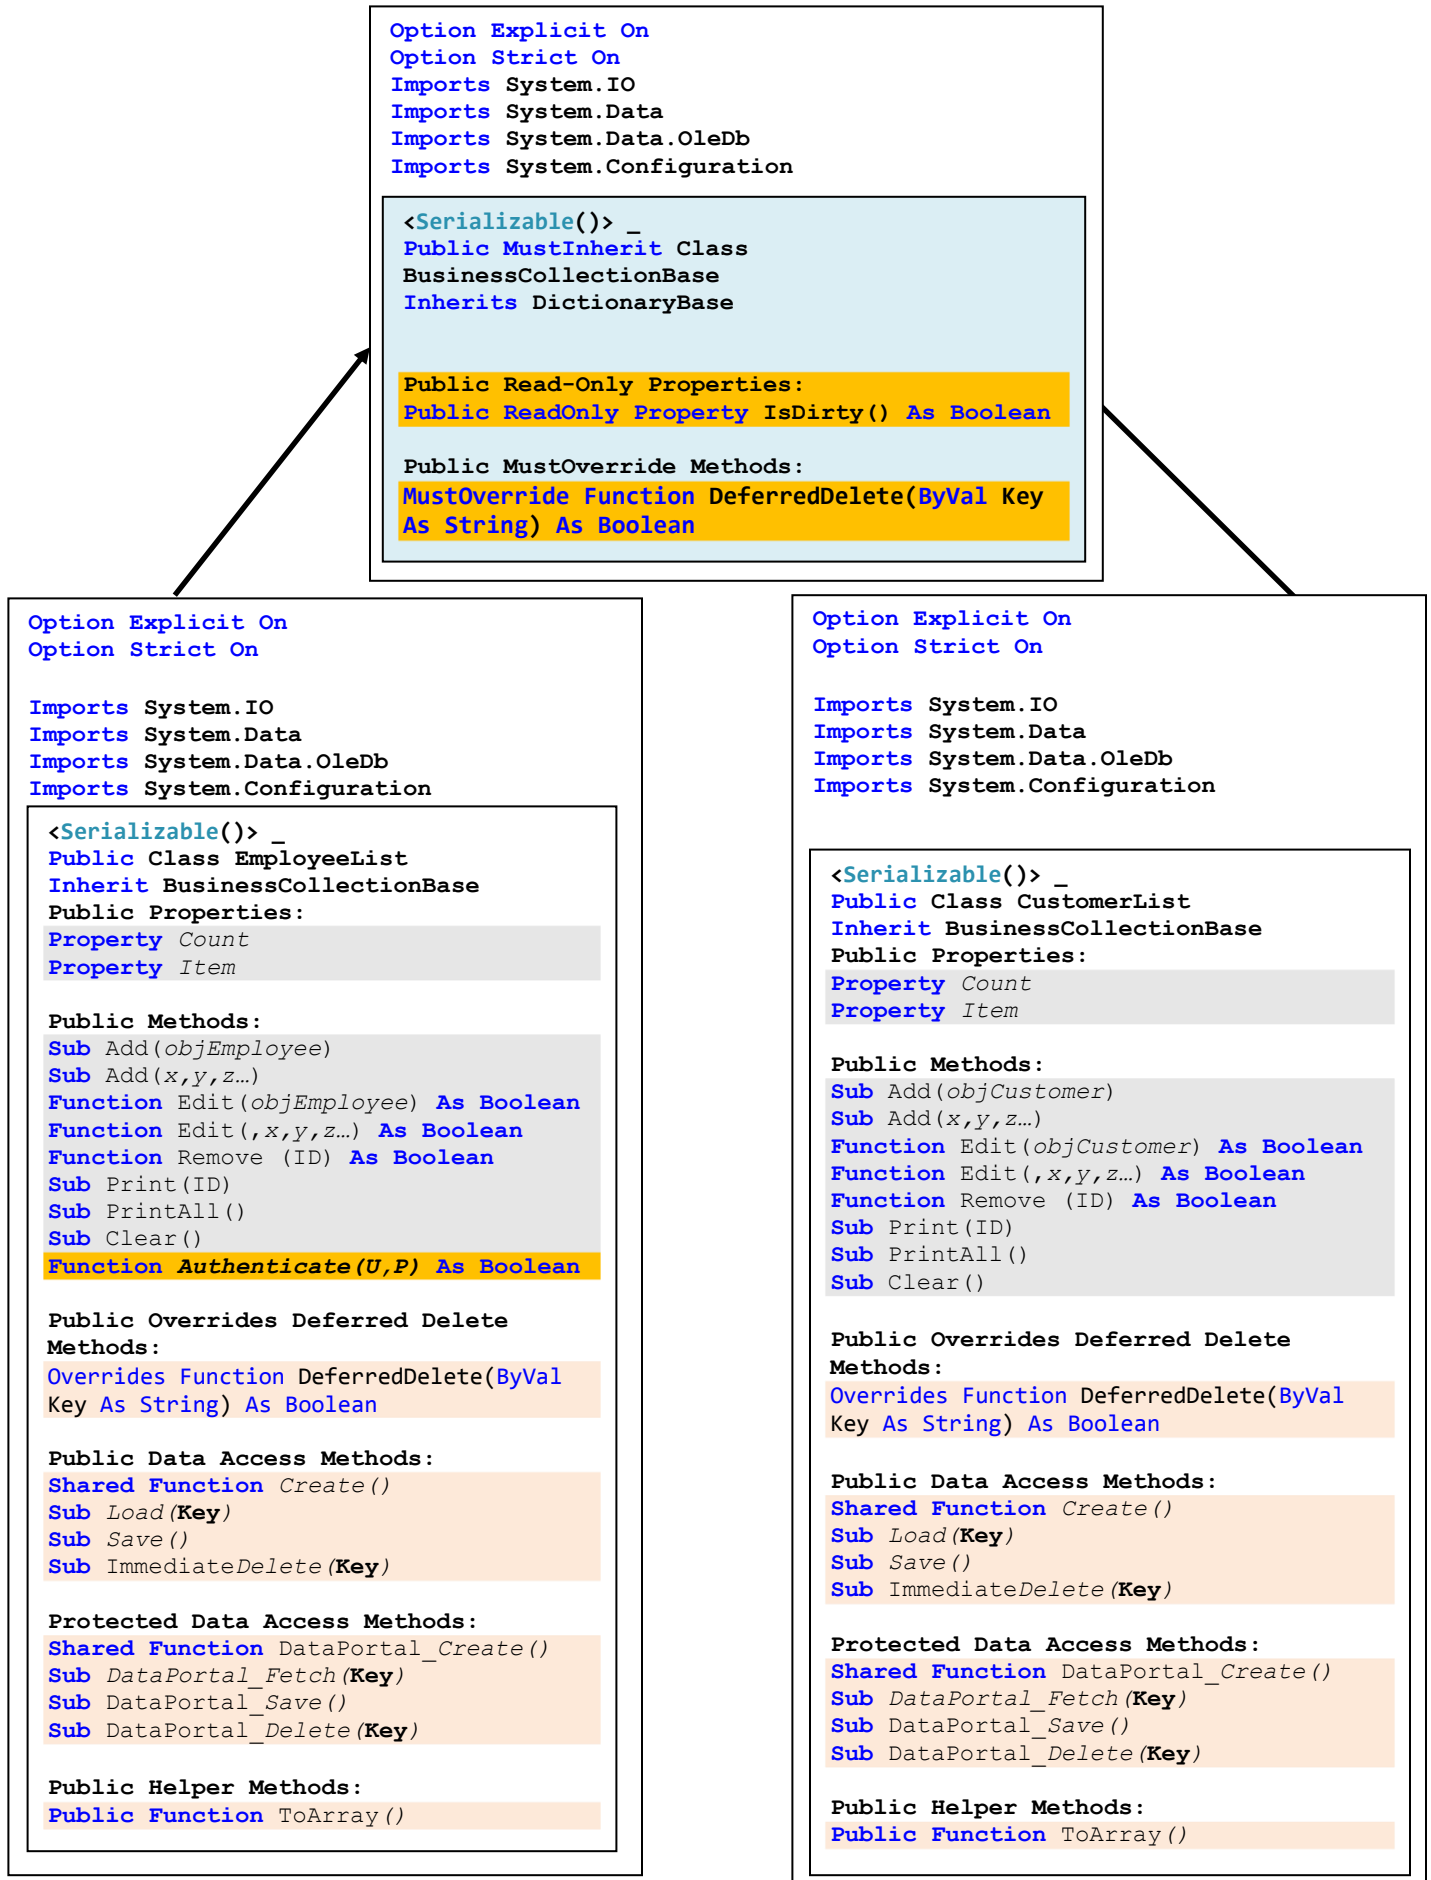 Option Explicit On
Option Strict On
Imports System.IO
Imports System.Data
Imports System.Data.OleDb
Imports System.Configuration
<Serializable()> _
Public MustInherit Class
BusinessCollectionBase
Inherits DictionaryBase
Public Read-Only Properties:
Public ReadOnly Property IsDirty() As Boolean
Public MustOverride Methods:
MustOverride Function DeferredDelete(ByVal Key
As String) As Boolean
Option Explicit On
Option Strict On
Imports System.IO
Imports System.Data
Imports System.Data.OleDb
Imports System.Configuration
<Serializable()> _
Public Class EmployeeList
Inherit BusinessCollectionBase
Public Properties:
Property Count
Property Item
Public Methods:
Sub Add(objEmployee)
Sub Add(x,y,z…)
Function Edit(objEmployee) As Boolean
Function Edit(,x,y,z…) As Boolean
Function Remove (ID) As Boolean
Sub Print(ID)
Sub PrintAll()
Sub Clear()
Function Authenticate(U,P) As Boolean
Public Overrides Deferred Delete
Methods:
Overrides Function DeferredDelete(ByVal
Key As String) As Boolean
Public Data Access Methods:
Shared Function Create()
Sub Load(Key)
Sub Save()
Sub ImmediateDelete(Key)
Protected Data Access Methods:
Shared Function DataPortal_Create()
Sub DataPortal_Fetch(Key)
Sub DataPortal_Save()
Sub DataPortal_Delete(Key)
Public Helper Methods:
Public Function ToArray()
Option Explicit On
Option Strict On
Imports System.IO
Imports System.Data
Imports System.Data.OleDb
Imports System.Configuration
<Serializable()> _
Public Class CustomerList
Inherit BusinessCollectionBase
Public Properties:
Property Count
Property Item
Public Methods:
Sub Add(objCustomer)
Sub Add(x,y,z…)
Function Edit(objCustomer) As Boolean
Function Edit(,x,y,z…) As Boolean
Function Remove (ID) As Boolean
Sub Print(ID)
Sub PrintAll()
Sub Clear()
Public Overrides Deferred Delete
Methods:
Overrides Function DeferredDelete(ByVal
Key As String) As Boolean
Public Data Access Methods:
Shared Function Create()
Sub Load(Key)
Sub Save()
Sub ImmediateDelete(Key)
Protected Data Access Methods:
Shared Function DataPortal_Create()
Sub DataPortal_Fetch(Key)
Sub DataPortal_Save()
Sub DataPortal_Delete(Key)
Public Helper Methods:
Public Function ToArray()